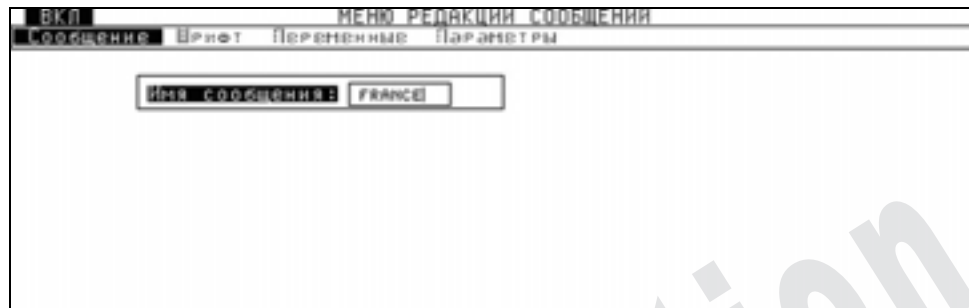 ВКЛ МЕНЮ РЕДАКЦИИ СООБЩЕНИЙ
Сообщение Шрифт Переменные Параметры
Имя сообщения: FRANCE